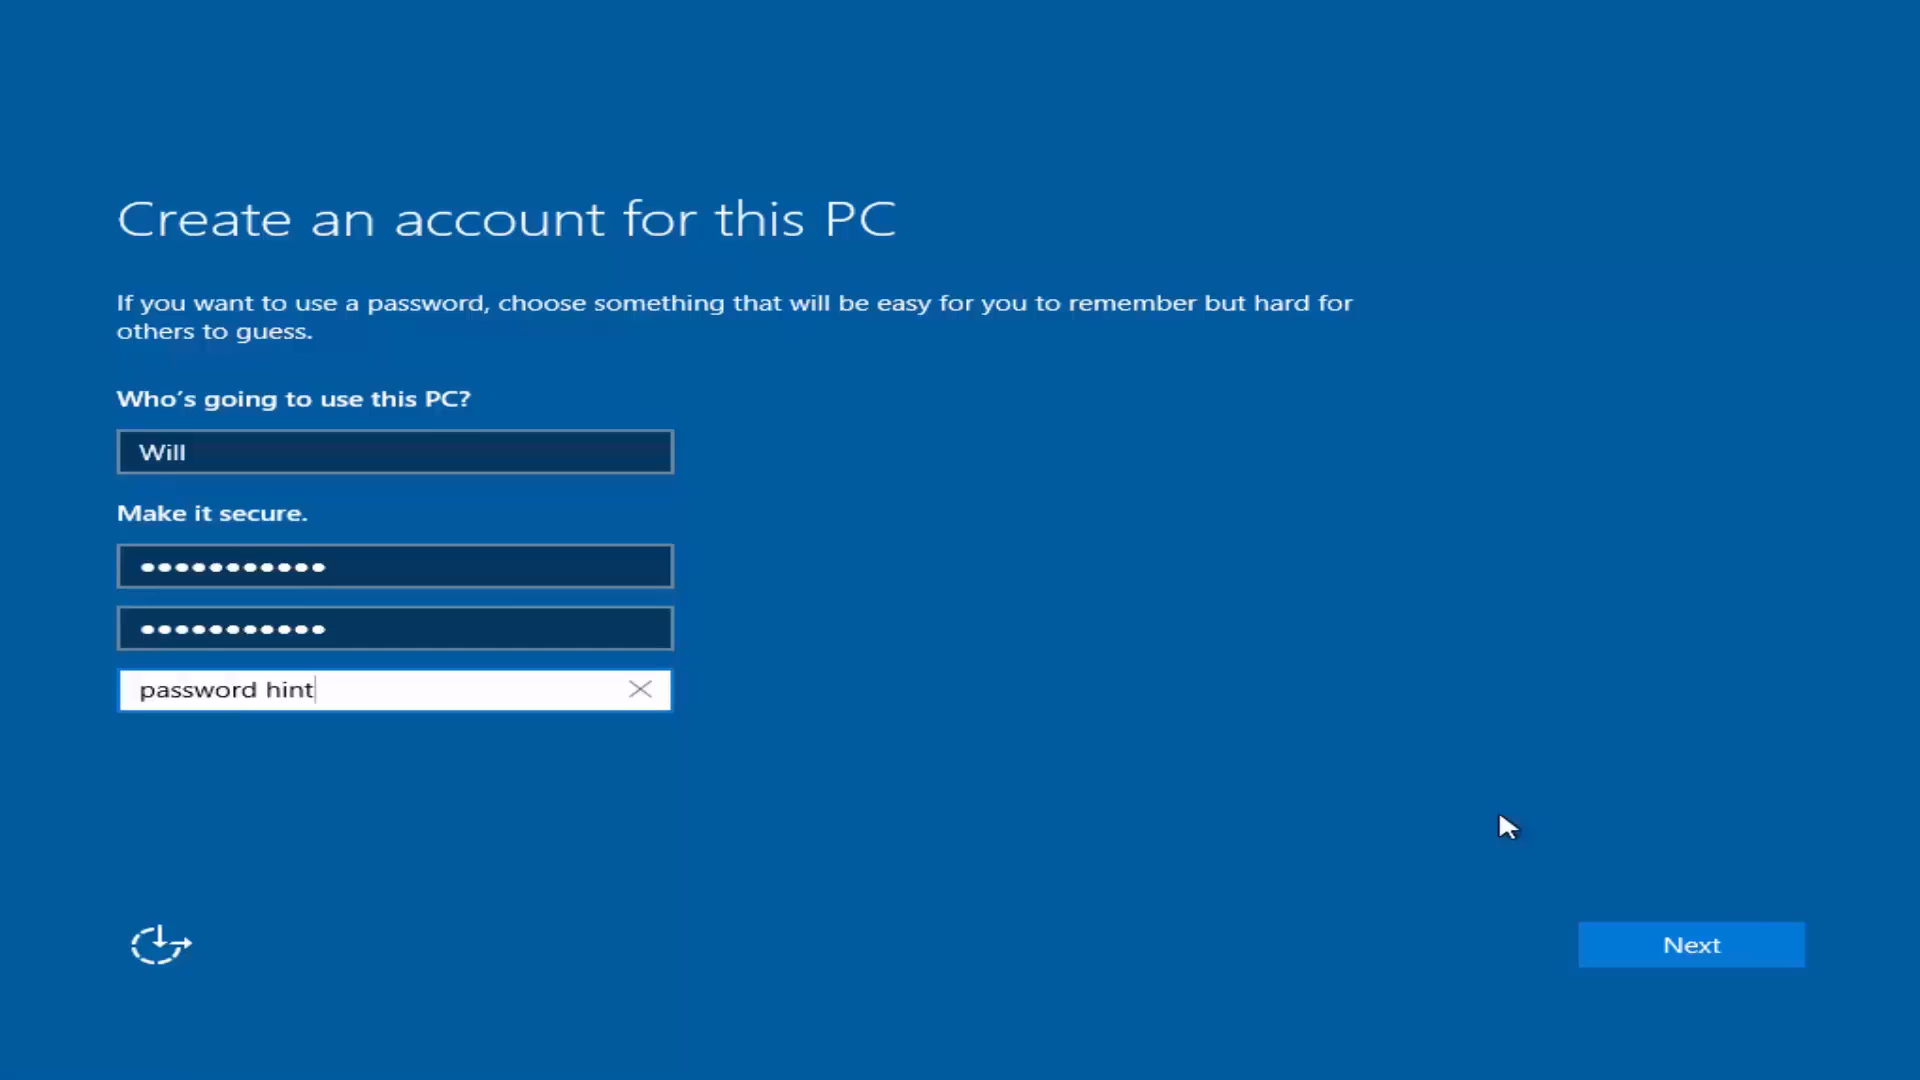 Create an account for this PC
If you want to use a password, choose something that will be easy for you to remember but hard for
others to guess.
Who's going to use this PC?
Will
Make it secure.
●●●●●●●●●●●
●●●●●●●●●●●
password hint
Next